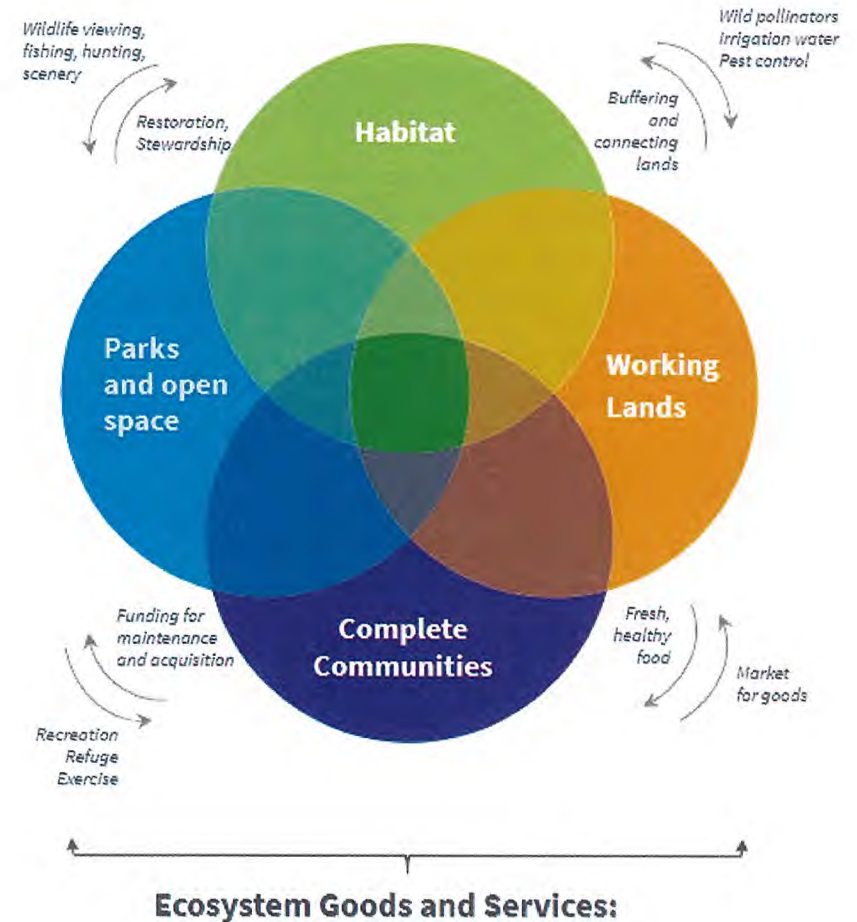 Wildlife viewing,
fishing, hunting,
scenery
Restoration,
Stewardship
Habitat
Wild pollinators
Irrigation water
Pest control
Buffering
and
connecting
lands
Parks
and open
space
Working
Lands
Complete
Communities
Funding for
maintenance
and acquisition
Recreation
Refuge
Exercise
Fresh,
healthy
food
Market
for goods
Ecosystem Goods and Services: